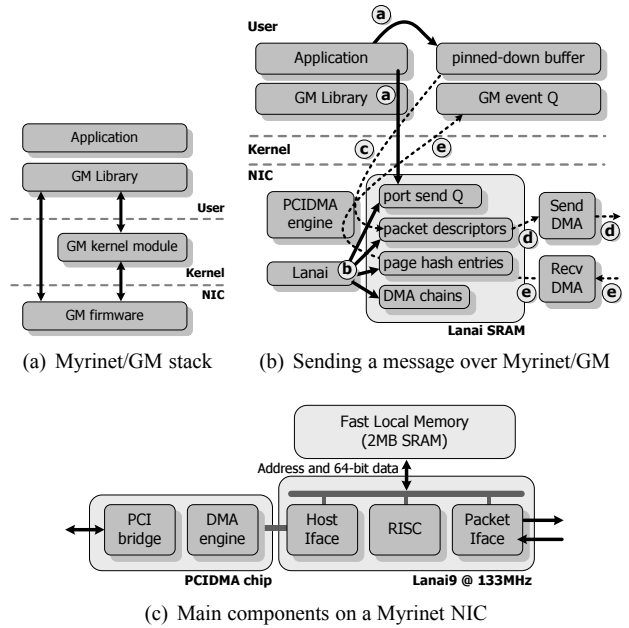 Application
GM Library
User
GM kernel module
Kernel
NIC
GM firmware
(a) Myrinet/GM stack
User
a
Application
pinned-down buffer
GM Library
a
GM event Q
c
e
Kernel
NIC
PCIDMA engine
port send Q
packet descriptors
Send DMA
d
d
Lanai
b
page hash entries
DMA chains
Recv DMA
e
e
Lanai SRAM
(b) Sending a message over Myrinet/GM
Fast Local Memory
(2MB SRAM)
Address and 64-bit data
PCI bridge
DMA engine
Host Iface
RISC
Packet Iface
PCIDMA chip
Lanai9 @ 133MHz
(c) Main components on a Myrinet NIC